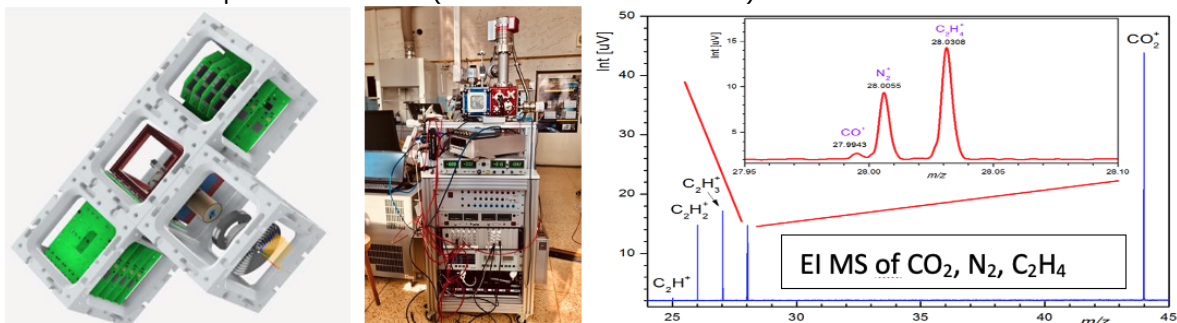 50
40
30
20
10
Int [uV]
C₂H⁺
C₂H₂⁺
C₂H₃⁺
CO₂⁺
24
26
30
35
40
45
m/z
15
10
5
Int [uV]
CO⁺
27.9943
N₂⁺
28.0055
C₂H₄⁺
28.0308
27.95
28.00
28.05
28.10
m/z
EI MS of CO₂, N₂, C₂H₄